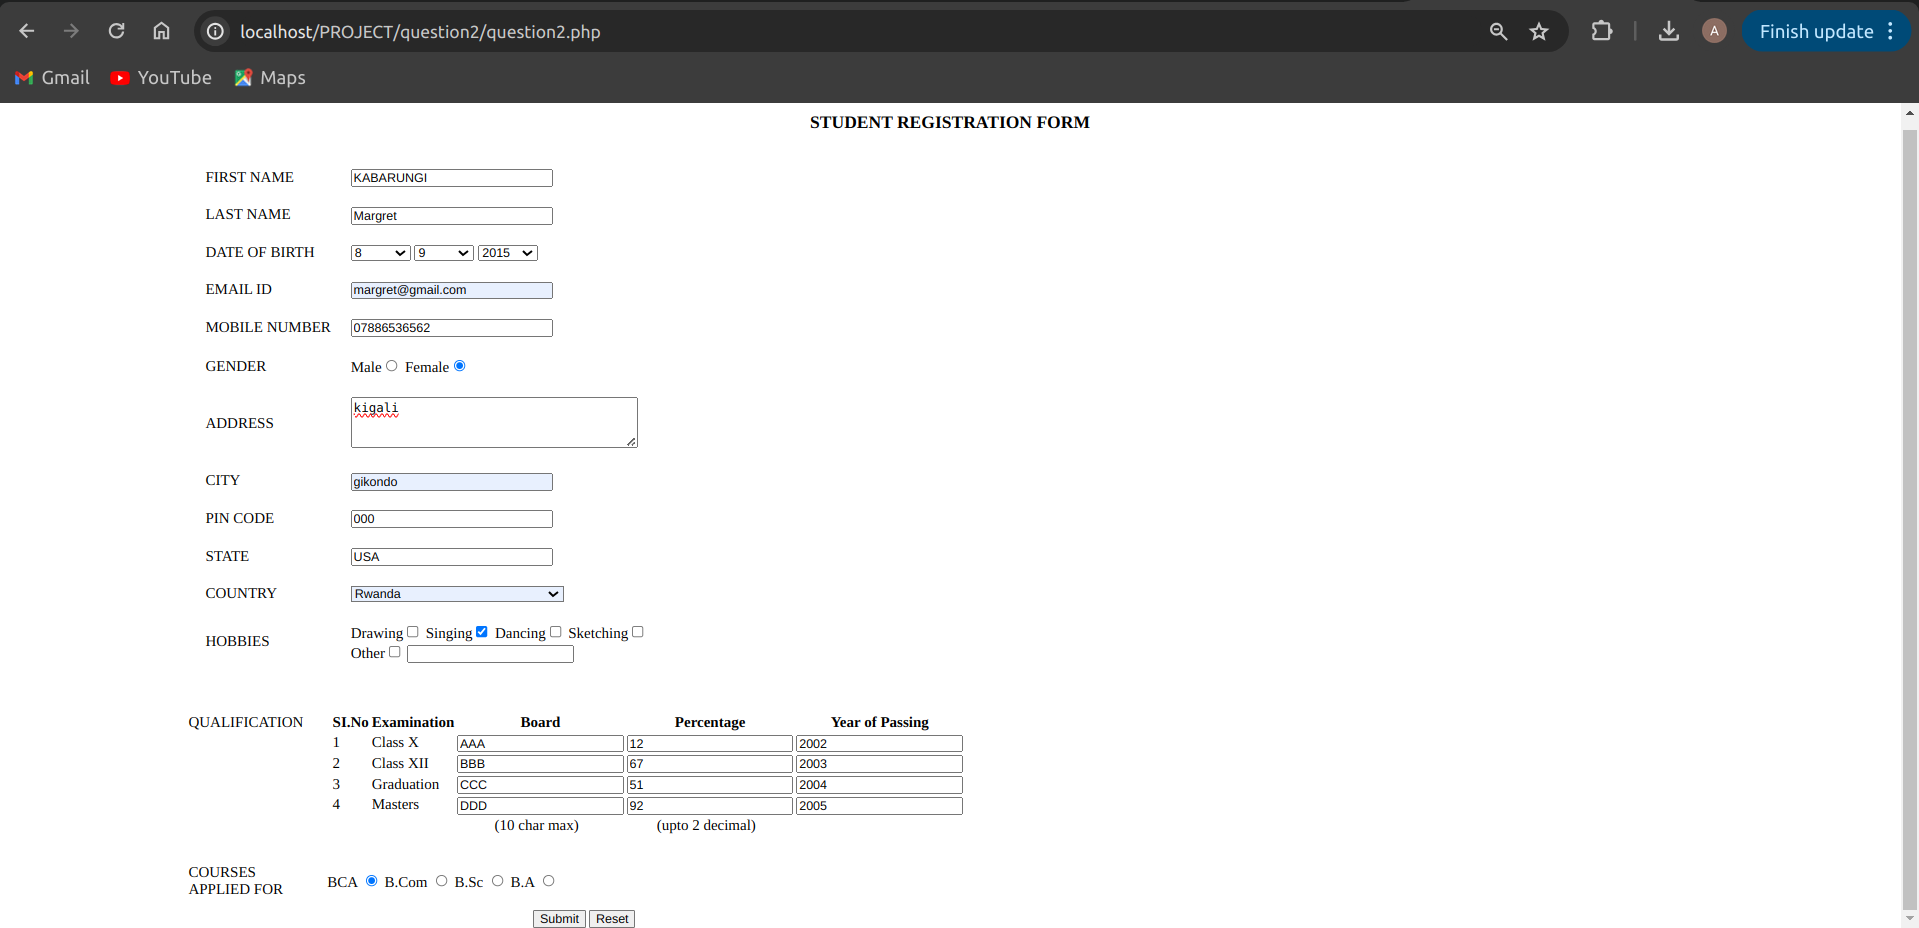 localhost/PROJECT/question2/question2.php
A
Finish update
Gmail YouTube Maps
STUDENT REGISTRATION FORM
FIRST NAME KABARUNGI
LAST NAME Margret
DATE OF BIRTH 8 9 2015
EMAIL ID margret@gmail.com
MOBILE NUMBER 07886536562
GENDER Male Female
ADDRESS kigali
CITY gikondo
PIN CODE 000
STATE USA
COUNTRY Rwanda
HOBBIES Drawing Singing Dancing Sketching
Other
QUALIFICATION SI.No Examination Board Percentage Year of Passing
1 Class X AAA 12 2002
2 Class XII BBB 67 2003
3 Graduation CCC 51 2004
4 Masters DDD 92 2005
(10 char max) (upto 2 decimal)
COURSES
APPLIED FOR BCA B.Com B.Sc B.A
Submit Reset